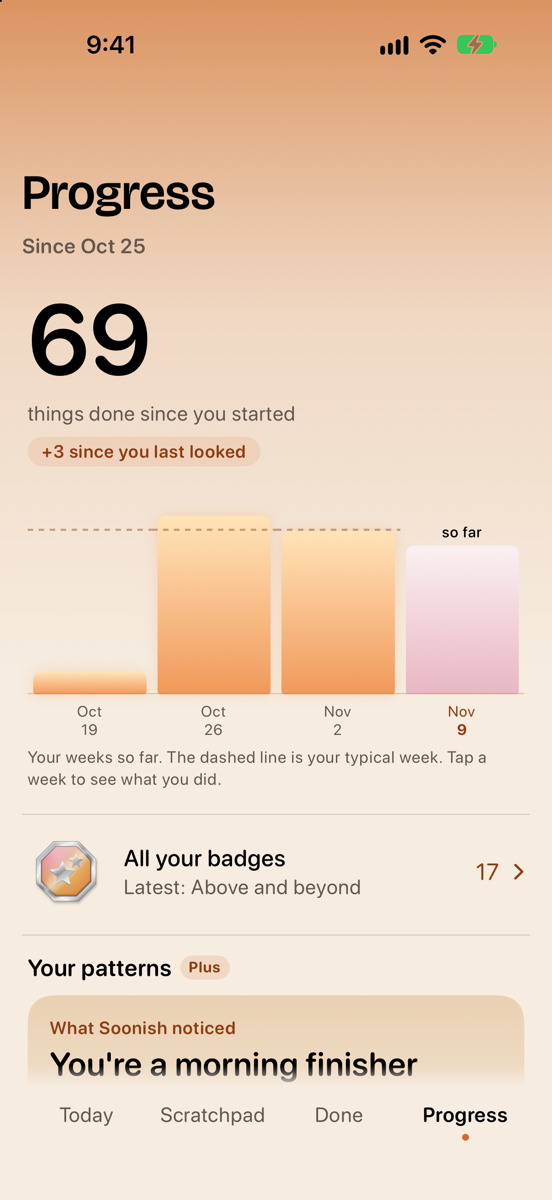 9:41
Progress
Since Oct 25
69
things done since you started
+3 since you last looked
so far
Oct
19
Oct
26
Nov
2
Nov
9
Your weeks so far. The dashed line is your typical week. Tap a
week to see what you did.
All your badges
Latest: Above and beyond
17
Your patterns
Plus
What Soonish noticed
You're a morning finisher
Today
Scratchpad
Done
Progress